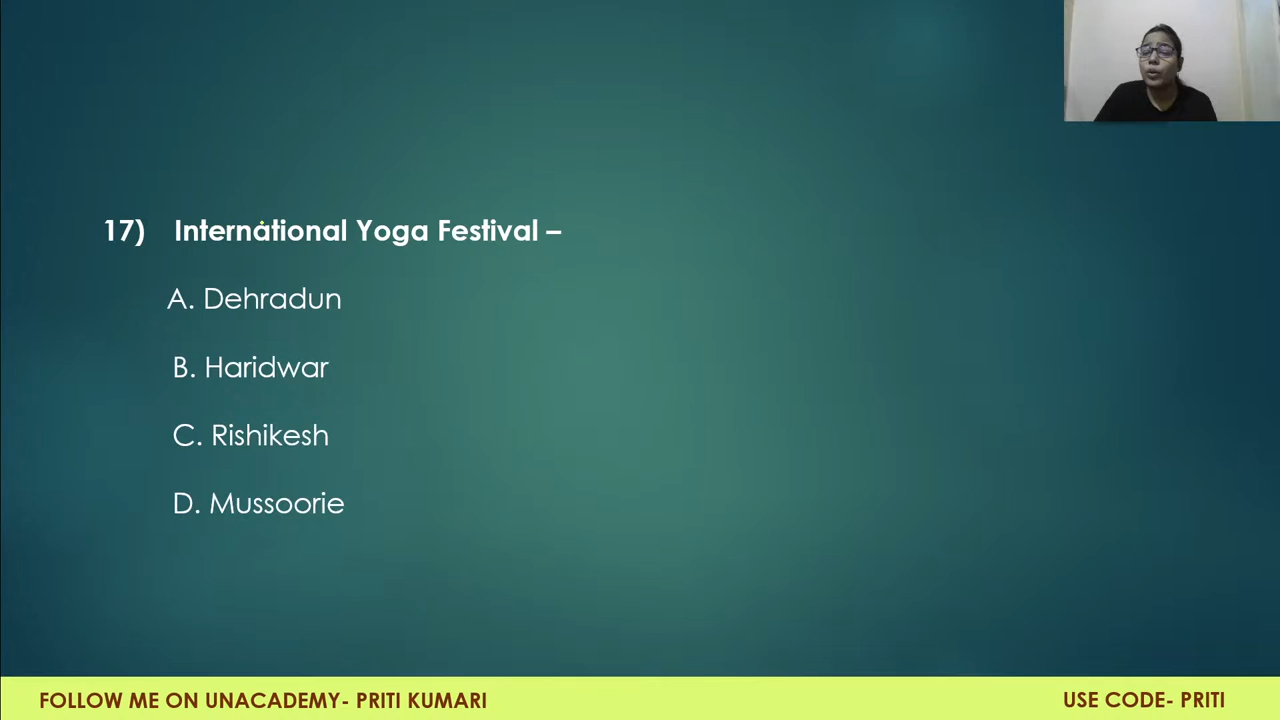 17) International Yoga Festival –
A. Dehradun
B. Haridwar
C. Rishikesh
D. Mussoorie
FOLLOW ME ON UNACADEMY- PRITI KUMARI
USE CODE- PRITI